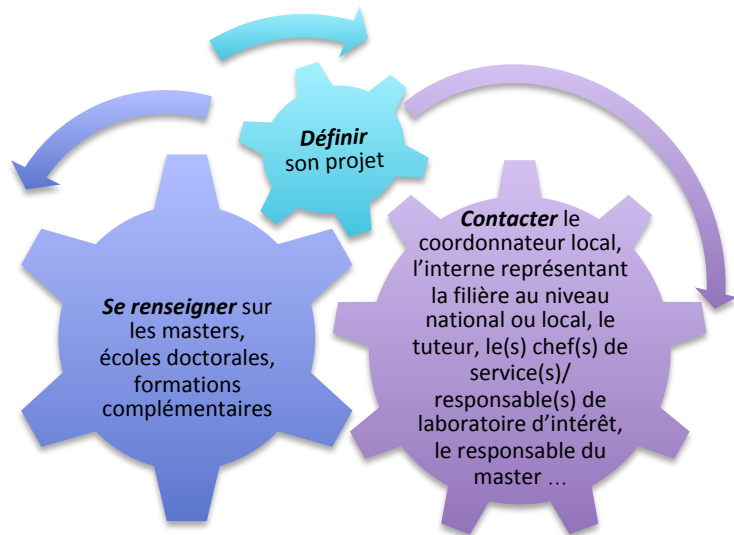 Définir
son projet
Se renseigner sur
les masters,
écoles doctorales,
formations
complémentaires
Contacter le
coordonnateur local,
l’interne représentant
la filière au niveau
national ou local, le
tuteur, le(s) chef(s) de
service(s)/
responsable(s) de
laboratoire d’intérêt,
le responsable du
master …